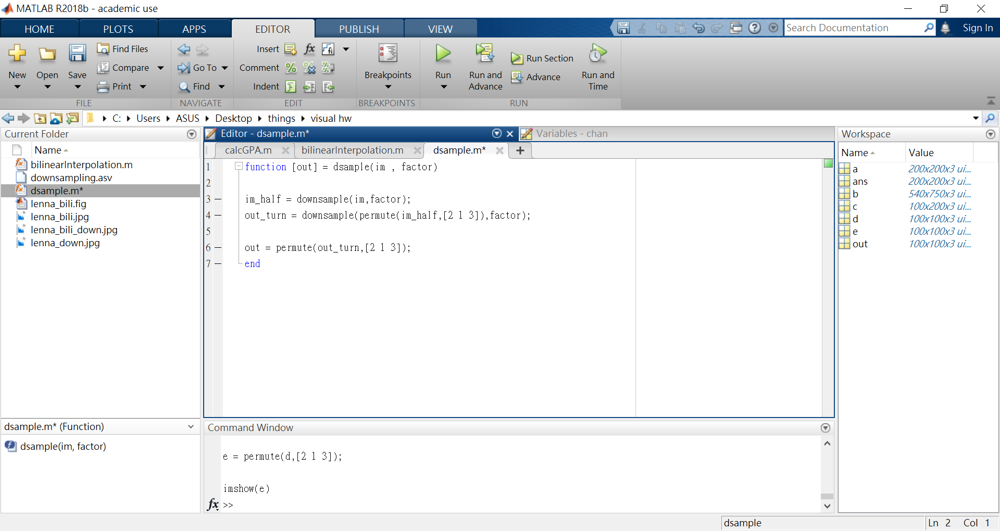 MATLAB R2018b - academic use
HOME PLOTS APPS EDITOR PUBLISH VIEW Search Documentation Sign In
New Open Save Find Files Compare Print
FILE
Go To Find
NAVIGATE
Insert fx fi
Comment % % %
Indent
EDIT
Breakpoints
BREAKPOINTS
Run Run and Advance Run Section Advance Run and Time
RUN
C: Users ASUS Desktop things visual hw
Current Folder
Name
bilinearInterpolation.m
downsampling.asv
dsample.m*
lenna_bili.fig
lenna_bili.jpg
lenna_bili_down.jpg
lenna_down.jpg
dsample.m* (Function)
dsample(im, factor)
Editor - dsample.m* Variables - chan
calcGPA.m bilinearInterpolation.m dsample.m* +
1 function [out] = dsample(im , factor)
2
3 – im_half = downsample(im,factor);
4 – out_turn = downsample(permute(im_half,[2 1 3]),factor);
5
6 – out = permute(out_turn,[2 1 3]);
7 – end
Command Window
e = permute(d,[2 1 3]);
imshow(e)
fx >>
Workspace
Name Value
a 200x200x3 ui...
ans 200x200x3 ui...
b 540x750x3 ui...
c 100x200x3 ui...
d 100x100x3 ui...
e 100x100x3 ui...
out 100x100x3 ui...
dsample Ln 2 Col 1